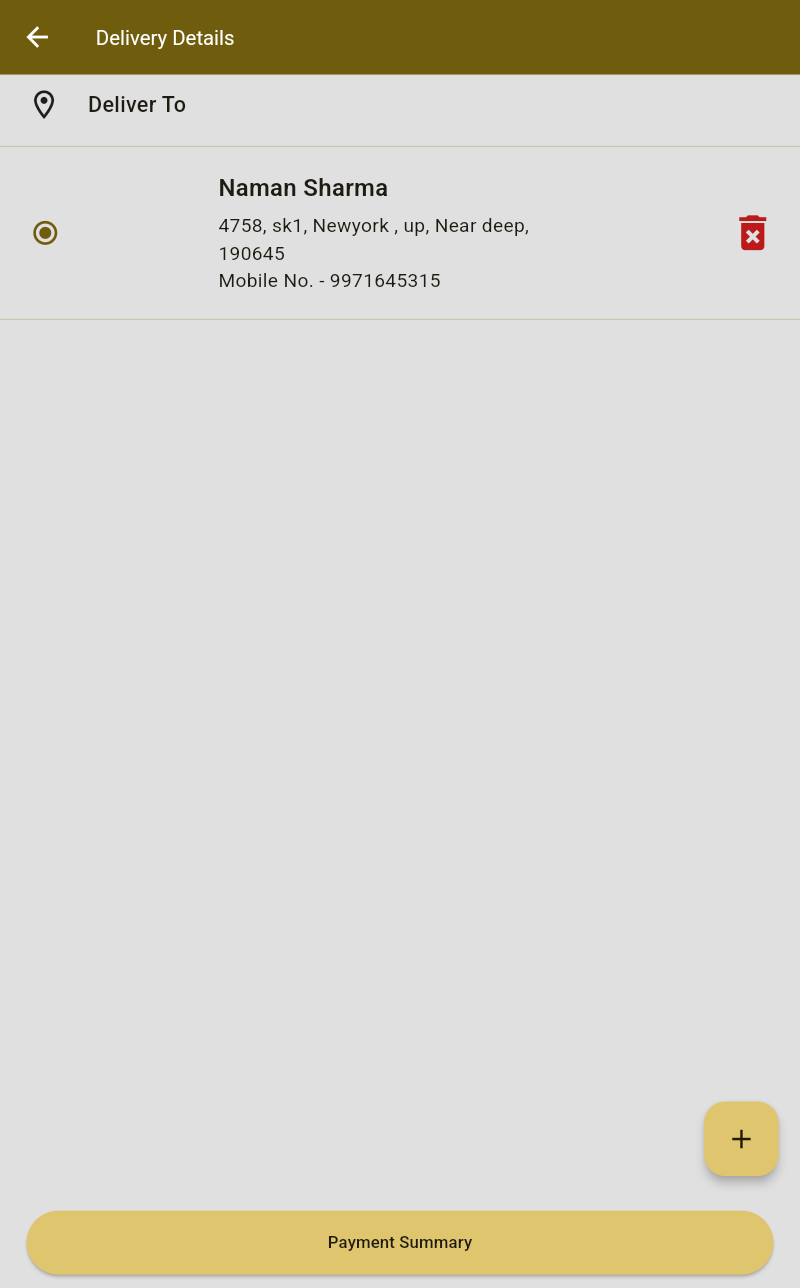 Delivery Details
Deliver To
Naman Sharma
4758, sk1, Newyork , up, Near deep,
190645
Mobile No. - 9971645315
Payment Summary